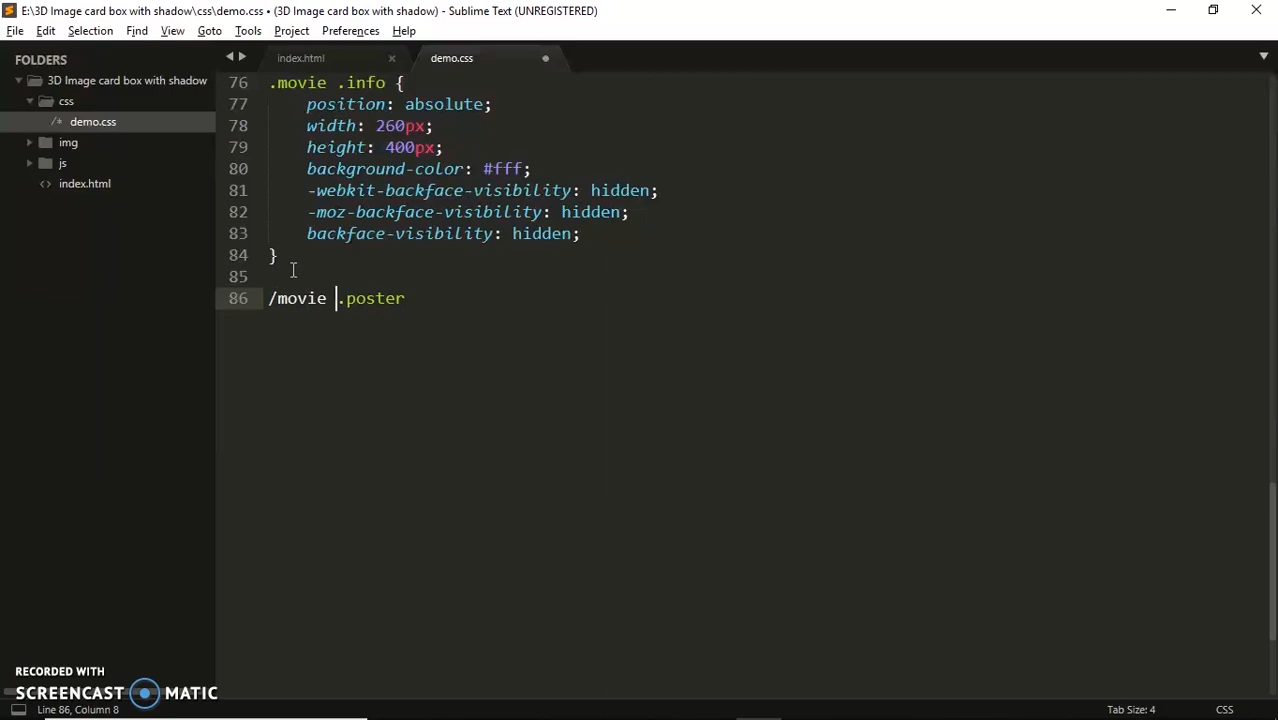 E:\3D Image card box with shadow\css\demo.css • (3D Image card box with shadow) - Sublime Text (UNREGISTERED)
File Edit Selection Find View Goto Tools Project Preferences Help
FOLDERS
3D Image card box with shadow
css
/* demo.css
img
js
<> index.html
index.html × demo.css
76 .movie .info {
77 position: absolute;
78 width: 260px;
79 height: 400px;
80 background-color: #fff;
81 -webkit-backface-visibility: hidden;
82 -moz-backface-visibility: hidden;
83 backface-visibility: hidden;
84 }
85
86 /movie .poster
RECORDED WITH
SCREENCAST MATIC
Line 86, Column 8
Tab Size: 4
CSS